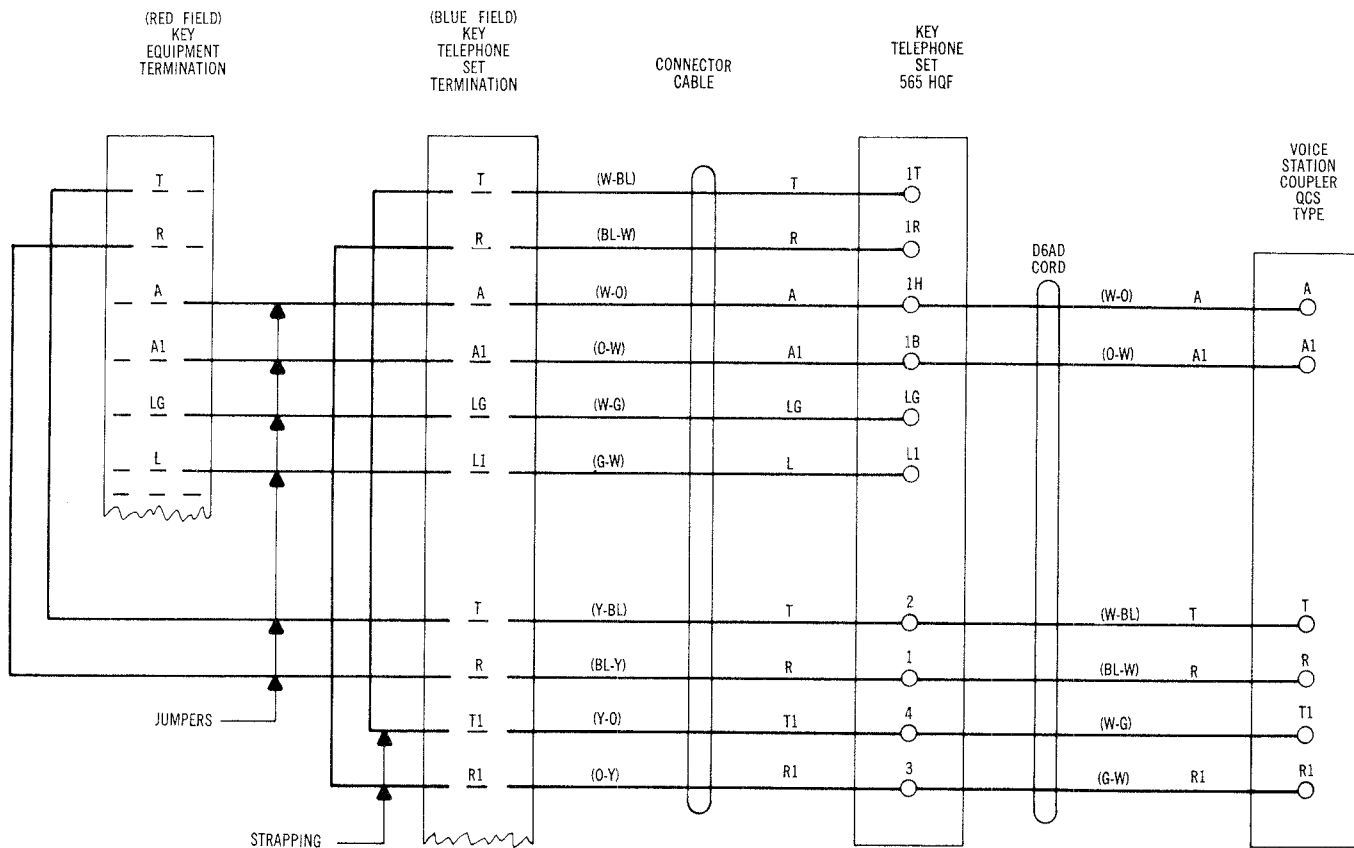 (RED FIELD)
KEY
EQUIPMENT
TERMINATION
(BLUE FIELD)
KEY
TELEPHONE
SET
TERMINATION
CONNECTOR
CABLE
KEY
TELEPHONE
SET
565 HQF
VOICE
STATION
COUPLER
QCS
TYPE
D6AD
CORD
T T (W-BL) T 1T
R R (BL-W) R 1R
A A (W-O) A 1H (W-O) A A
A1 A1 (O-W) A1 1B (O-W) A1 A1
LG LG (W-G) LG LG
L L1 (G-W) L L1
T (Y-BL) T 2 (W-BL) T T
R (BL-Y) R 1 (BL-W) R R
JUMPERS
T1 (Y-O) T1 4 (W-G) T1
R1 (O-Y) R1 3 (G-W) R1 R1
STRAPPING